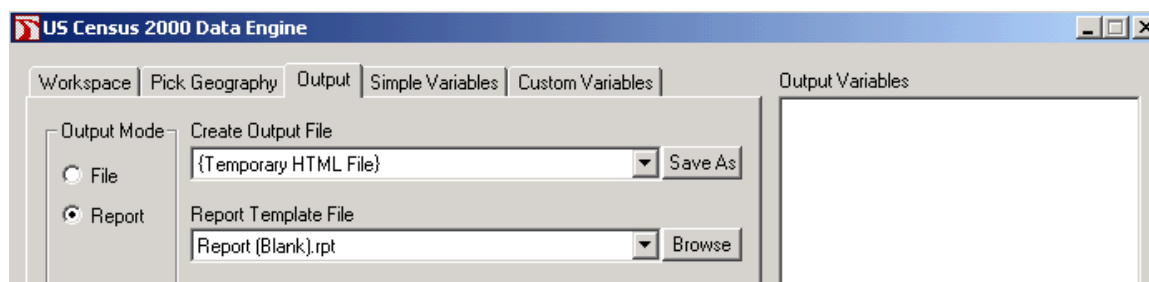 US Census 2000 Data Engine
Workspace
Pick Geography
Output
Simple Variables
Custom Variables
Output Variables
Output Mode
Create Output File
File
{Temporary HTML File}
Save As
Report
Report Template File
Report (Blank).rpt
Browse